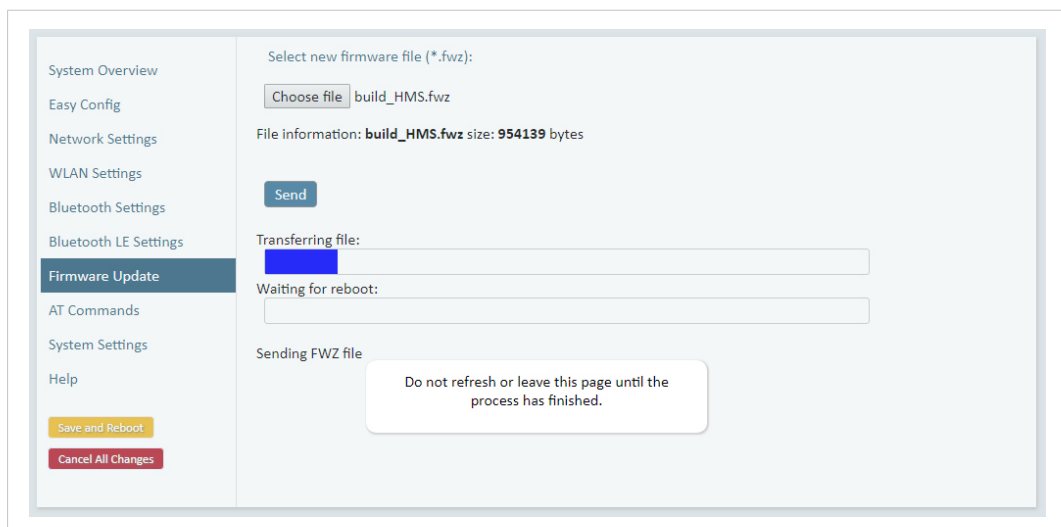 System Overview
Easy Config
Network Settings
WLAN Settings
Bluetooth Settings
Bluetooth LE Settings
Firmware Update
AT Commands
System Settings
Help
Save and Reboot
Cancel All Changes
Select new firmware file (*.fwz):
Choose file build_HMS.fwz
File information: build_HMS.fwz size: 954139 bytes
Send
Transferring file:
Waiting for reboot:
Sending FWZ file
Do not refresh or leave this page until the
process has finished.